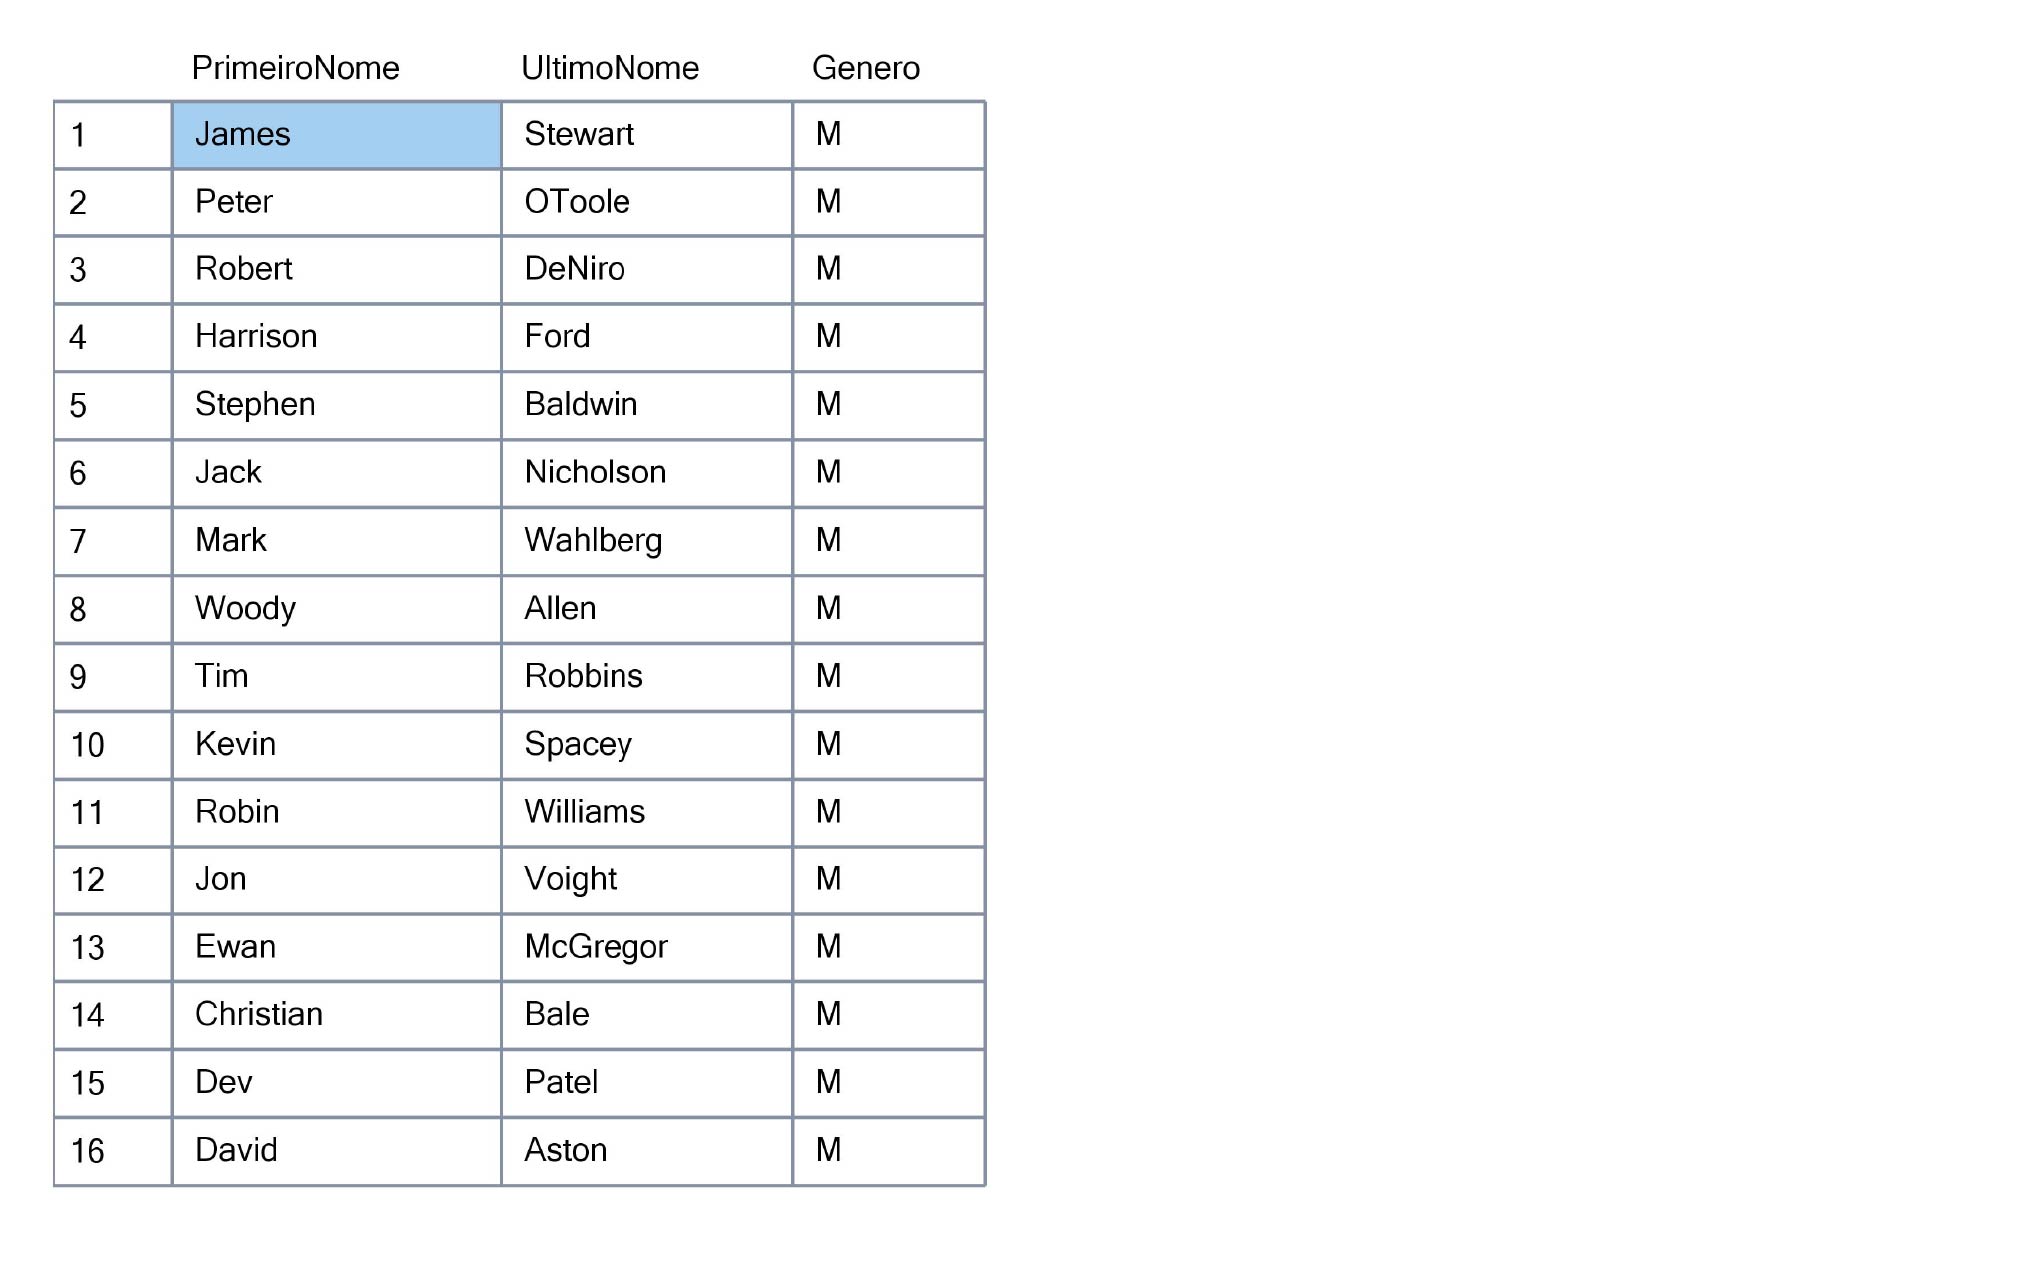 PrimeiroNome UltimoNome Genero
1 James Stewart M
2 Peter OToole M
3 Robert DeNiro M
4 Harrison Ford M
5 Stephen Baldwin M
6 Jack Nicholson M
7 Mark Wahlberg M
8 Woody Allen M
9 Tim Robbins M
10 Kevin Spacey M
11 Robin Williams M
12 Jon Voight M
13 Ewan McGregor M
14 Christian Bale M
15 Dev Patel M
16 David Aston M